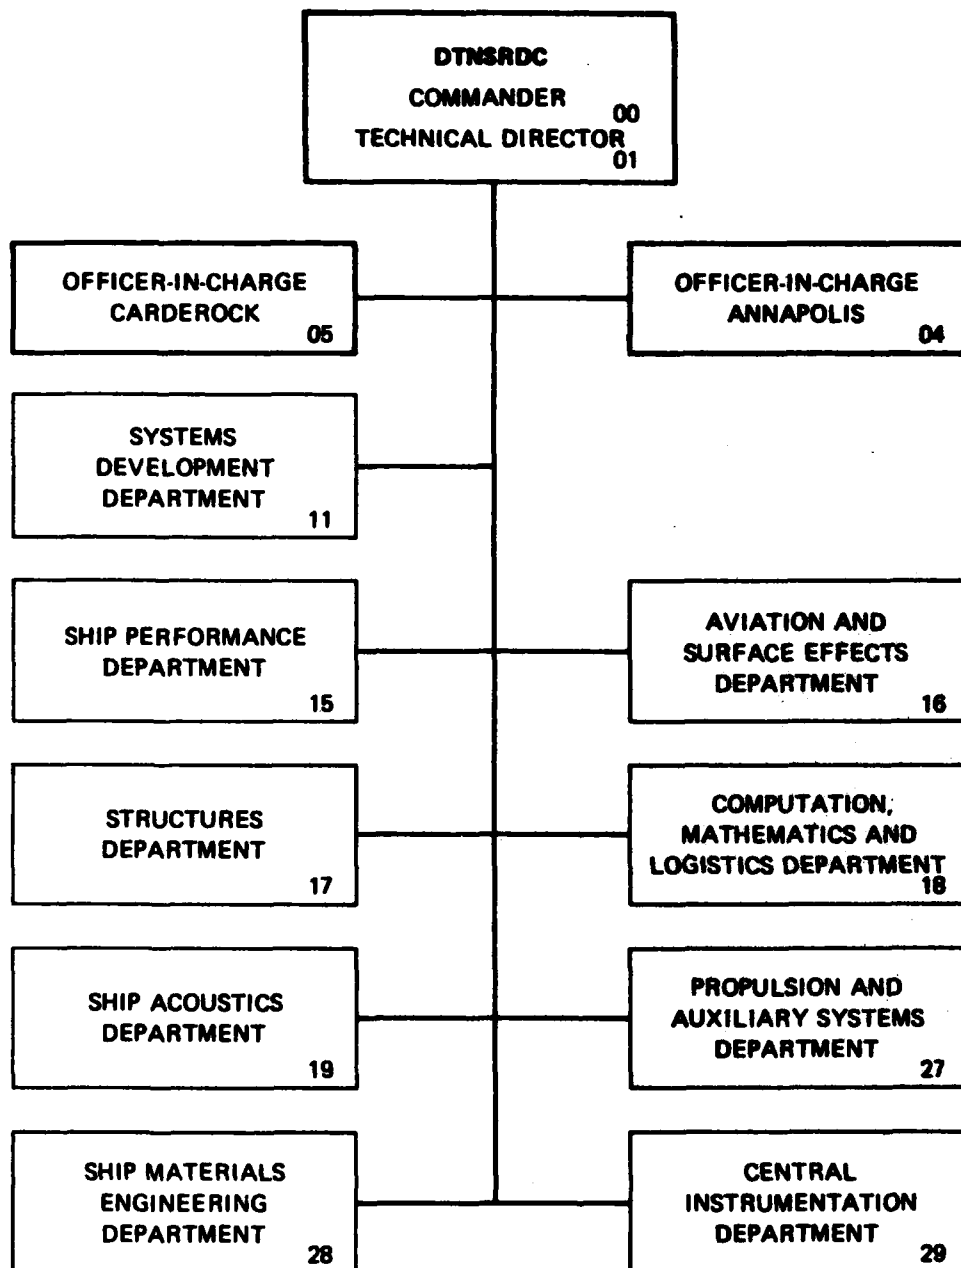 DTNSRDC
COMMANDER
00
TECHNICAL DIRECTOR
01
OFFICER-IN-CHARGE
CARDEROCK
05
OFFICER-IN-CHARGE
ANNAPOLIS
04
SYSTEMS
DEVELOPMENT
DEPARTMENT
11
SHIP PERFORMANCE
DEPARTMENT
15
AVIATION AND
SURFACE EFFECTS
DEPARTMENT
16
STRUCTURES
DEPARTMENT
17
COMPUTATION,
MATHEMATICS AND
LOGISTICS DEPARTMENT
18
SHIP ACOUSTICS
DEPARTMENT
19
PROPULSION AND
AUXILIARY SYSTEMS
DEPARTMENT
27
SHIP MATERIALS
ENGINEERING
DEPARTMENT
28
CENTRAL
INSTRUMENTATION
DEPARTMENT
29